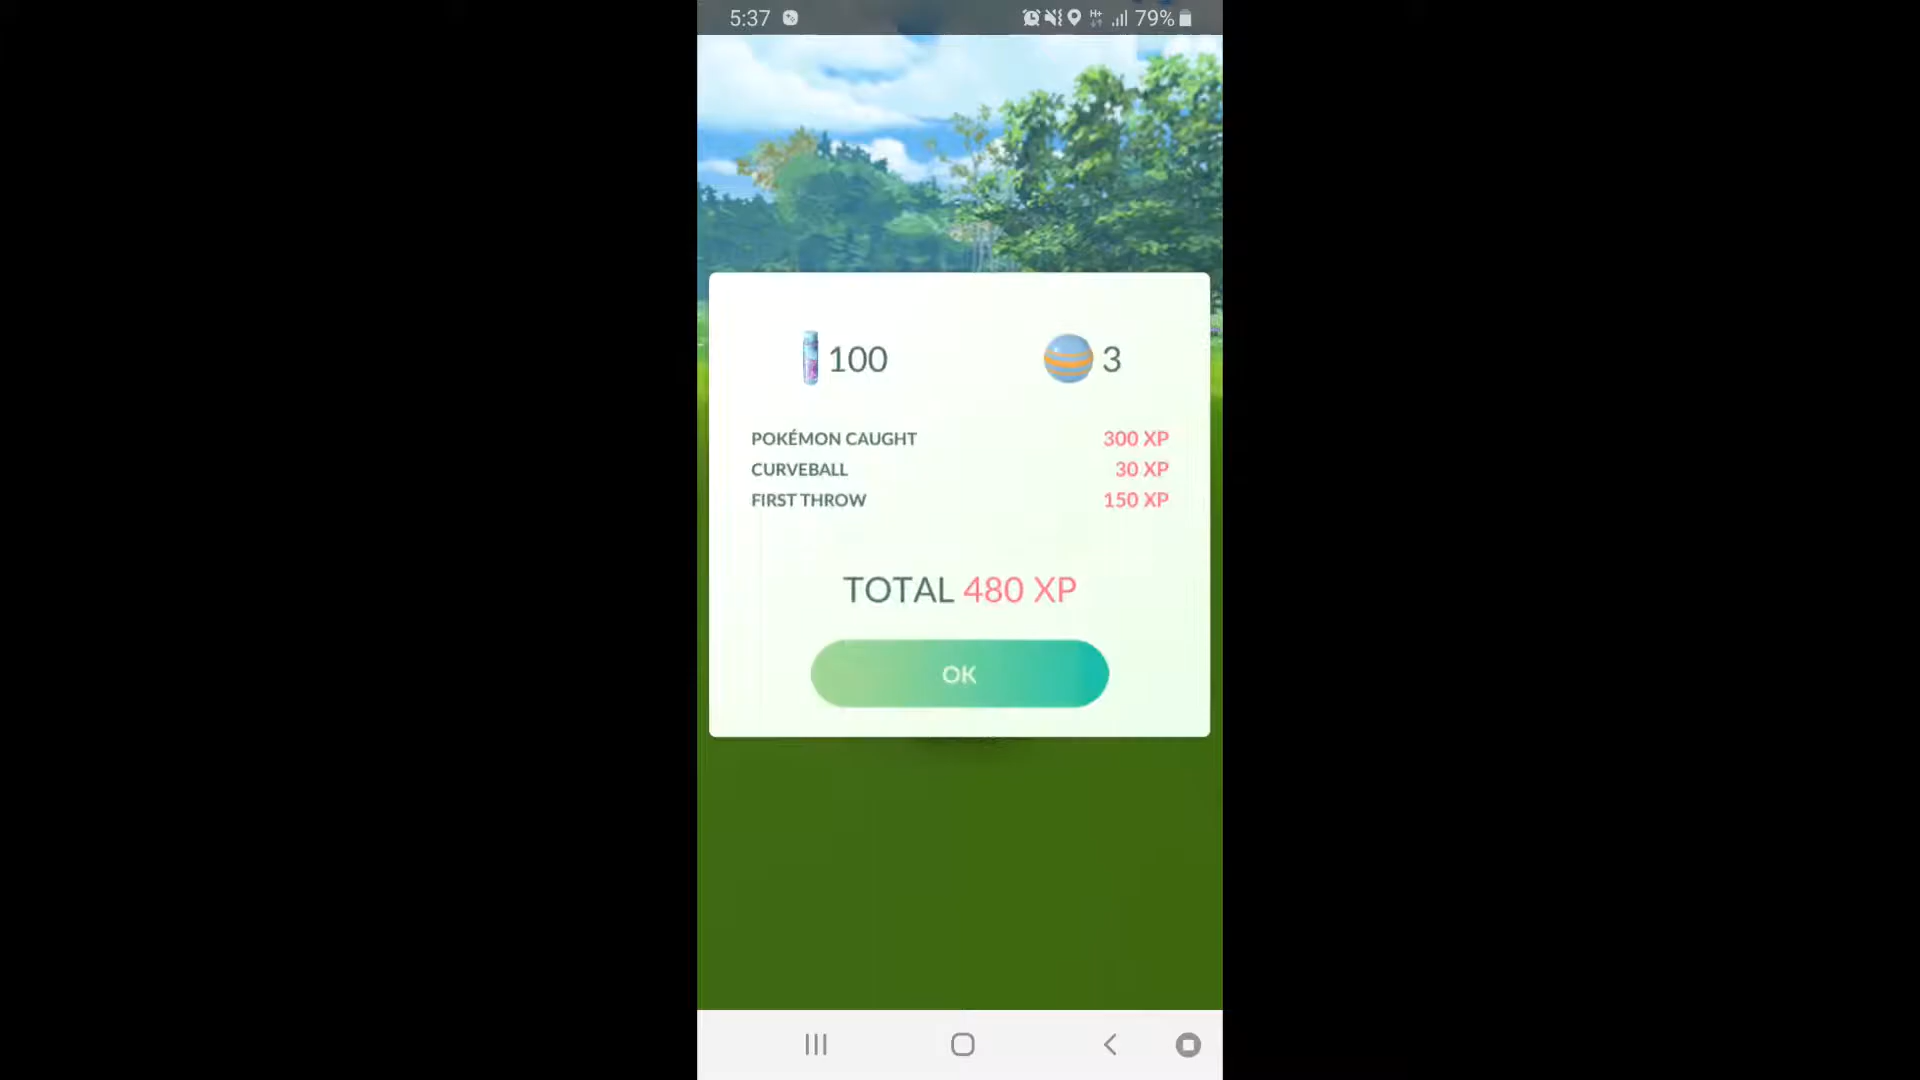 5:37 79%
100 3
POKÉMON CAUGHT 300 XP
CURVEBALL 30 XP
FIRST THROW 150 XP
TOTAL 480 XP
OK